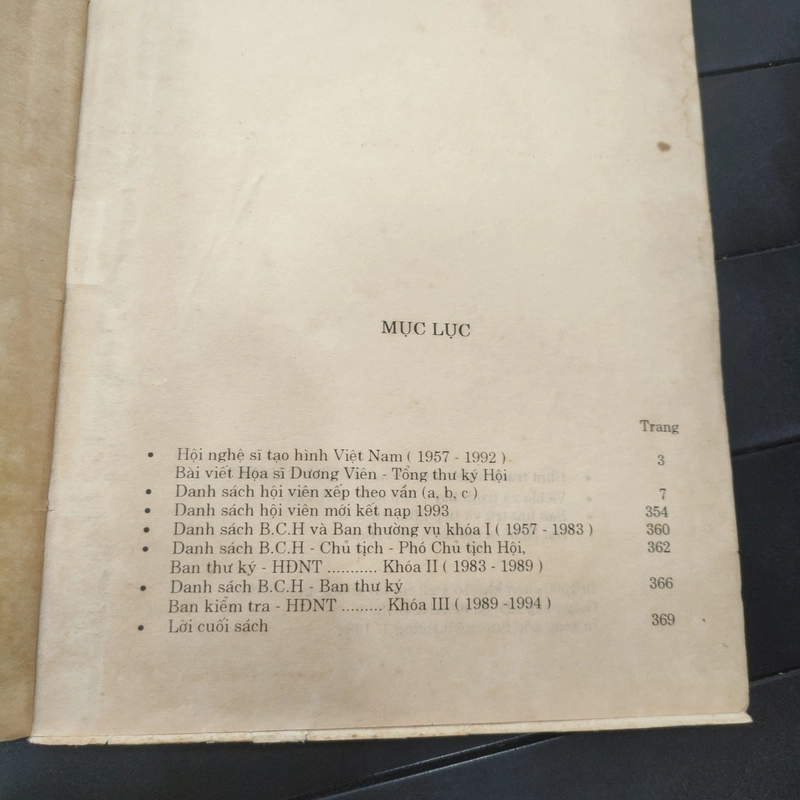 MỤC LỤC
Trang
• Hội nghệ sĩ tạo hình Việt Nam ( 1957 - 1992 ) 3
Bài viết Họa sĩ Dương Viên - Tổng thư ký Hội
• Danh sách hội viên xếp theo vần (a, b, c ) 7
• Danh sách hội viên mới kết nạp 1993 354
• Danh sách B.C.H và Ban thường vụ khóa I ( 1957 - 1983 ) 360
• Danh sách B.C.H - Chủ tịch - Phó Chủ tịch Hội, 362
Ban thư ký - HĐNT ........... Khóa II ( 1983 - 1989 )
• Danh sách B.C.H - Ban thư ký 366
Ban kiểm tra - HĐNT ......... Khóa III ( 1989 -1994 )
• Lời cuối sách 369